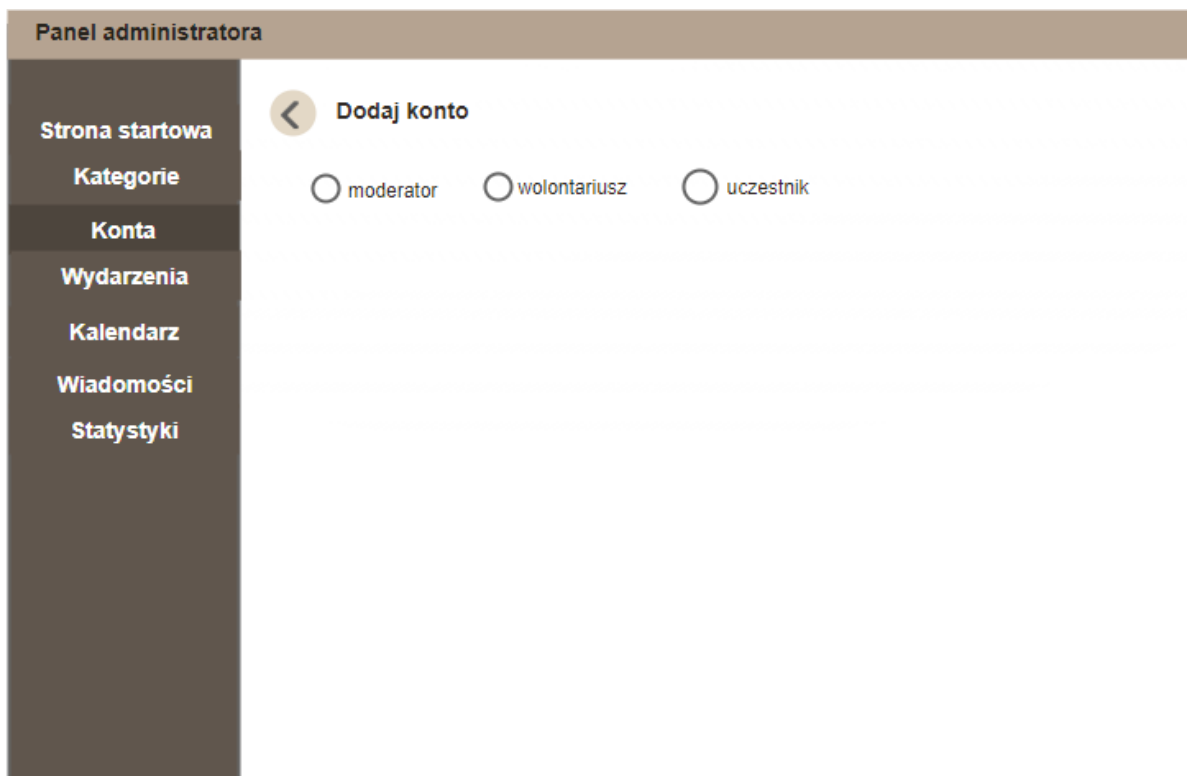 Panel administratora
Strona startowa
Kategorie
Konta
Wydarzenia
Kalendarz
Wiadomości
Statystyki
Dodaj konto
moderator wolontariusz uczestnik